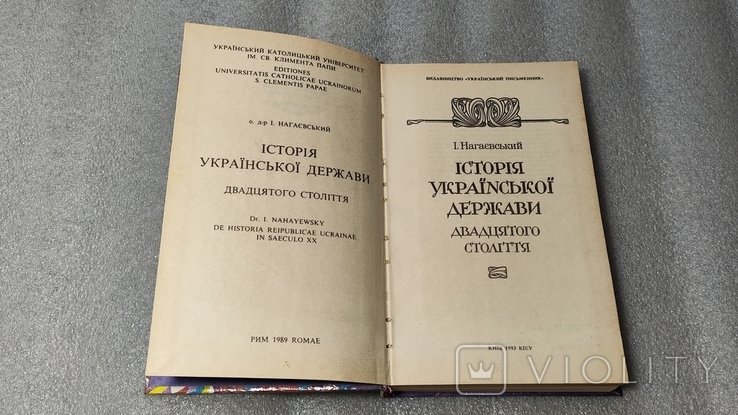 УКРАЇНСЬКИЙ КАТОЛИЦЬКИЙ УНІВЕРСИТЕТ
ІМ. СВ. КЛИМЕНТА ПАПИ
EDITIONES
UNIVERSITATIS CATHOLICAE UCRAINORUM
S. CLEMENTIS PAPAE
о. д-р І. НАГАЄВСЬКИЙ
ІСТОРІЯ
УКРАЇНСЬКОЇ ДЕРЖАВИ
ДВАДЦЯТОГО СТОЛІТТЯ
Dr. I. NAHAYEWSKY
DE HISTORIA REIPUBLICAE UCRAINAE
IN SAECULO XX
РИМ 1989 ROMAE
ВИДАВНИЦТВО «УКРАЇНСЬКИЙ ПИСЬМЕННИК»
І. Нагаєвський
ІСТОРІЯ
УКРАЇНСЬКОЇ
ДЕРЖАВИ
ДВАДЦЯТОГО
СТОЛІТТЯ
КИЇВ 1993 KIEV
VIOLITY